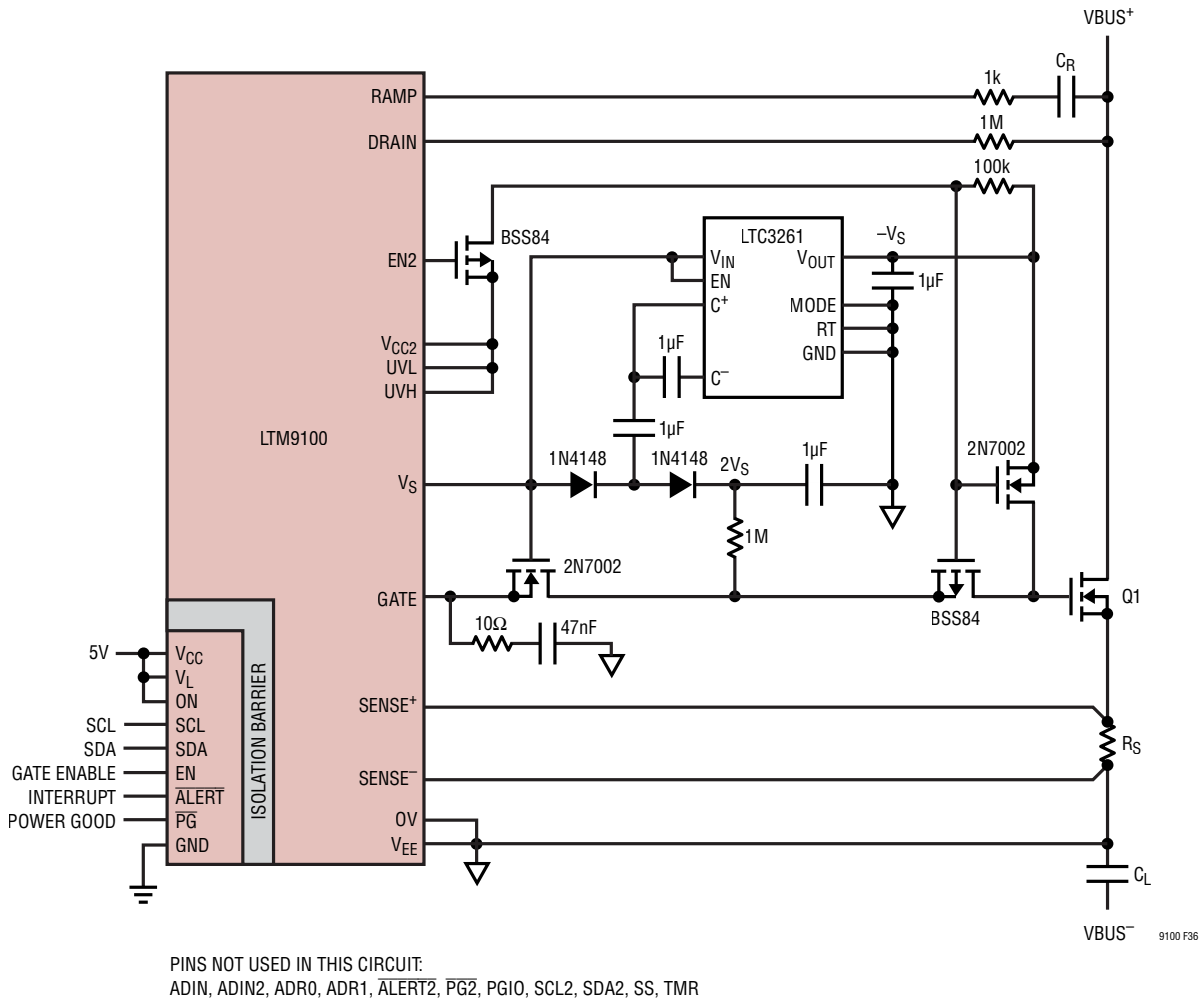 VBUS+
CR
1k
RAMP
1M
DRAIN
100k
BSS84
LTC3261
–VS
EN2
VIN
VOUT
1µF
EN
C+
MODE
VCC2
1µF
RT
UVL
GND
UVH
C–
LTM9100
1µF
1N4148
1N4148
2VS
1µF
2N7002
VS
1M
2N7002
GATE
BSS84
Q1
10Ω
47nF
5V
VCC
VL
ON
ISOLATION BARRIER
SENSE+
SCL
SCL
RS
SDA
SDA
GATE ENABLE
EN
SENSE–
INTERRUPT
ALERT
POWER GOOD
PG
0V
GND
VEE
CL
VBUS–
9100 F36
PINS NOT USED IN THIS CIRCUIT:
ADIN, ADIN2, ADR0, ADR1, ALERT2, PG2, PGIO, SCL2, SDA2, SS, TMR